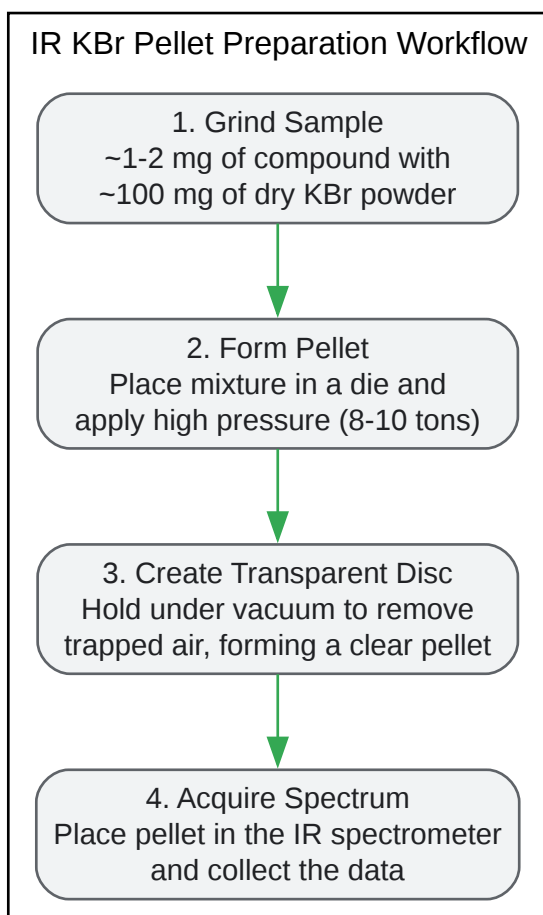 IR KBr Pellet Preparation Workflow
1. Grind Sample
~1-2 mg of compound with
~100 mg of dry KBr powder
2. Form Pellet
Place mixture in a die and
apply high pressure (8-10 tons)
3. Create Transparent Disc
Hold under vacuum to remove
trapped air, forming a clear pellet
4. Acquire Spectrum
Place pellet in the IR spectrometer
and collect the data